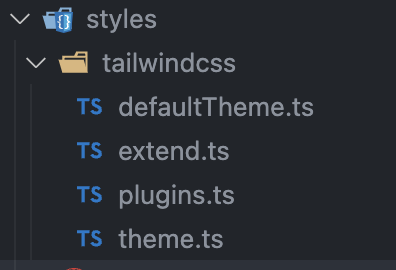 styles
tailwindcss
TS defaultTheme.ts
TS extend.ts
TS plugins.ts
TS theme.ts